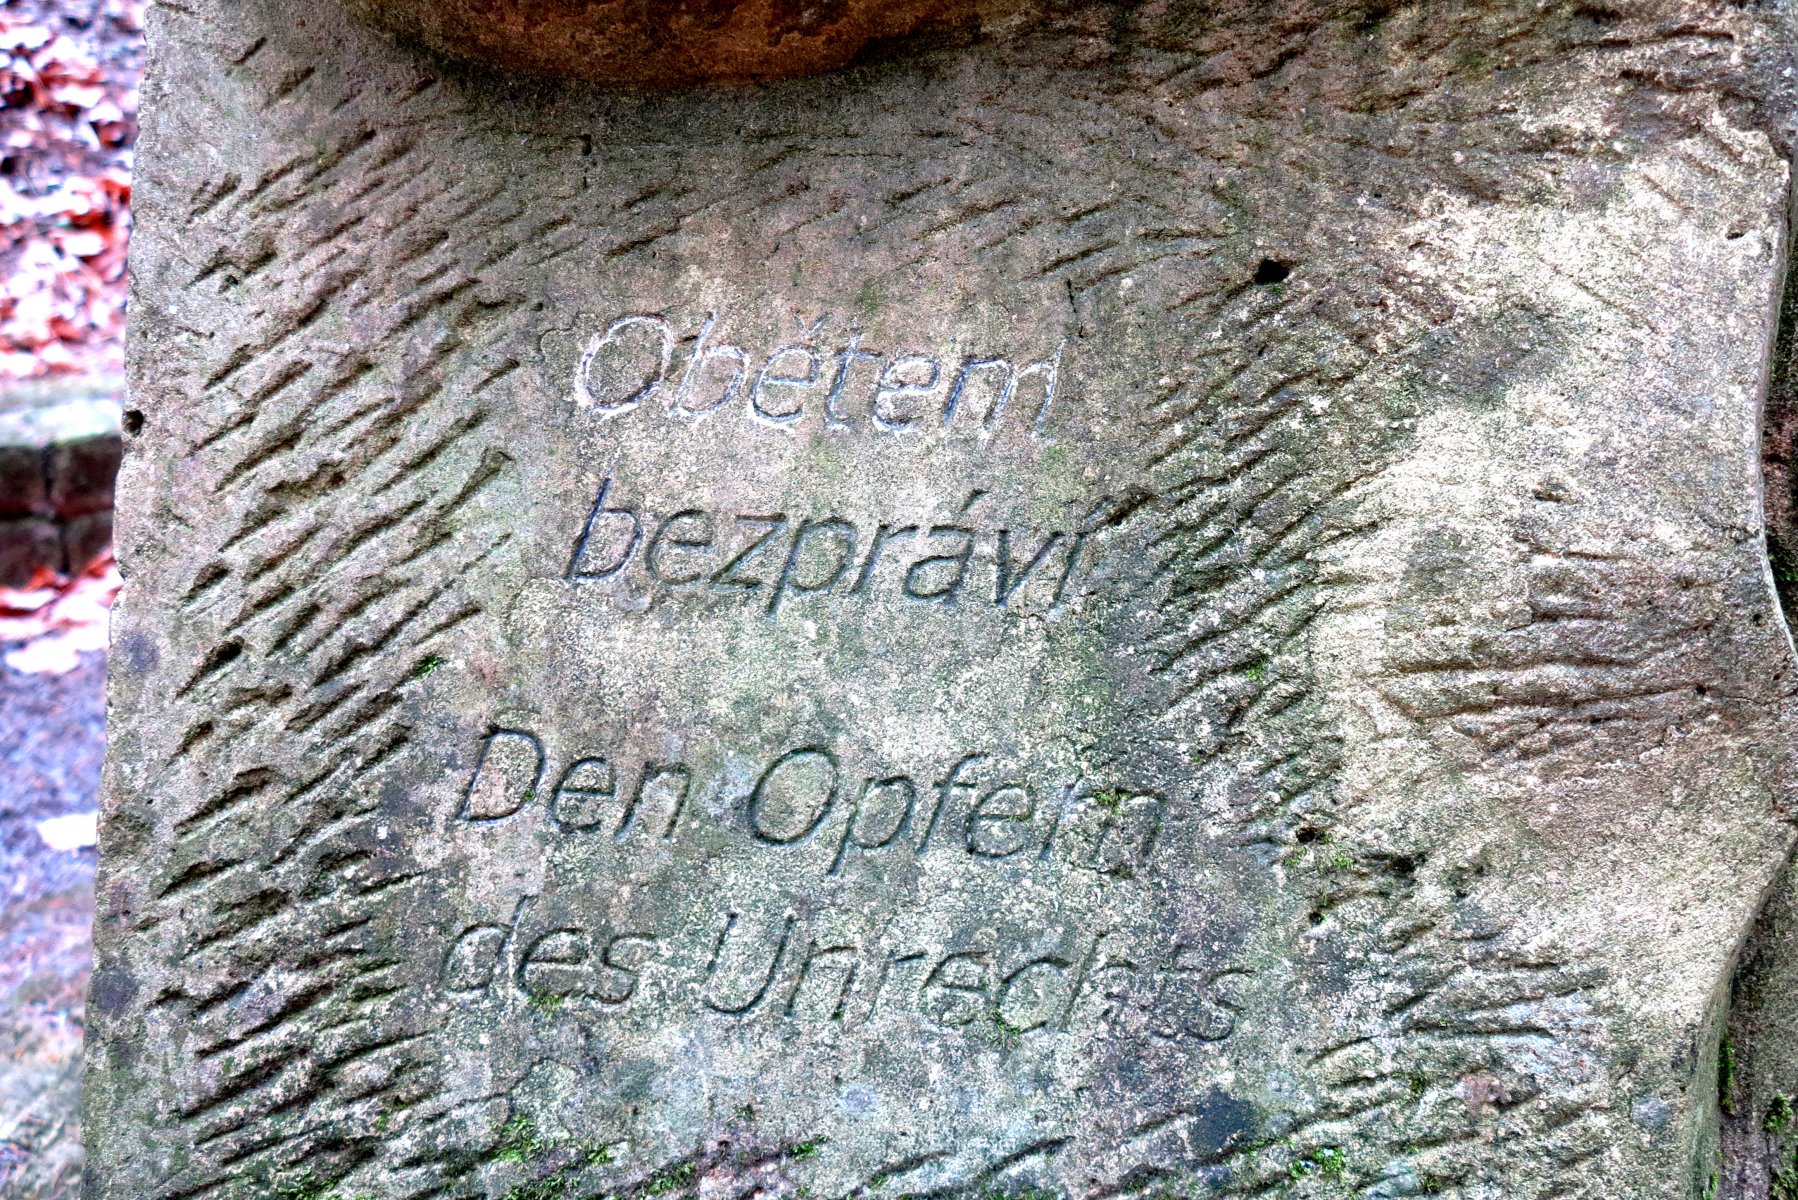 Obětem
bezpráví
Den Opfern
des Unrechts